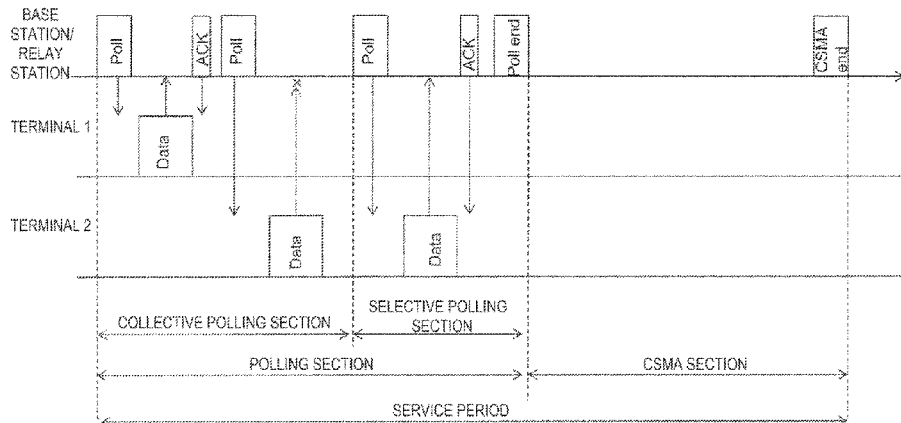 BASE
STATION/
RELAY
STATION
Poll
ACK
Poll
Poll
ACK
Poll end
CSMA
end
TERMINAL 1
Data
TERMINAL 2
Data
Data
COLLECTIVE POLLING SECTION
SELECTIVE POLLING
SECTION
POLLING SECTION
CSMA SECTION
SERVICE PERIOD